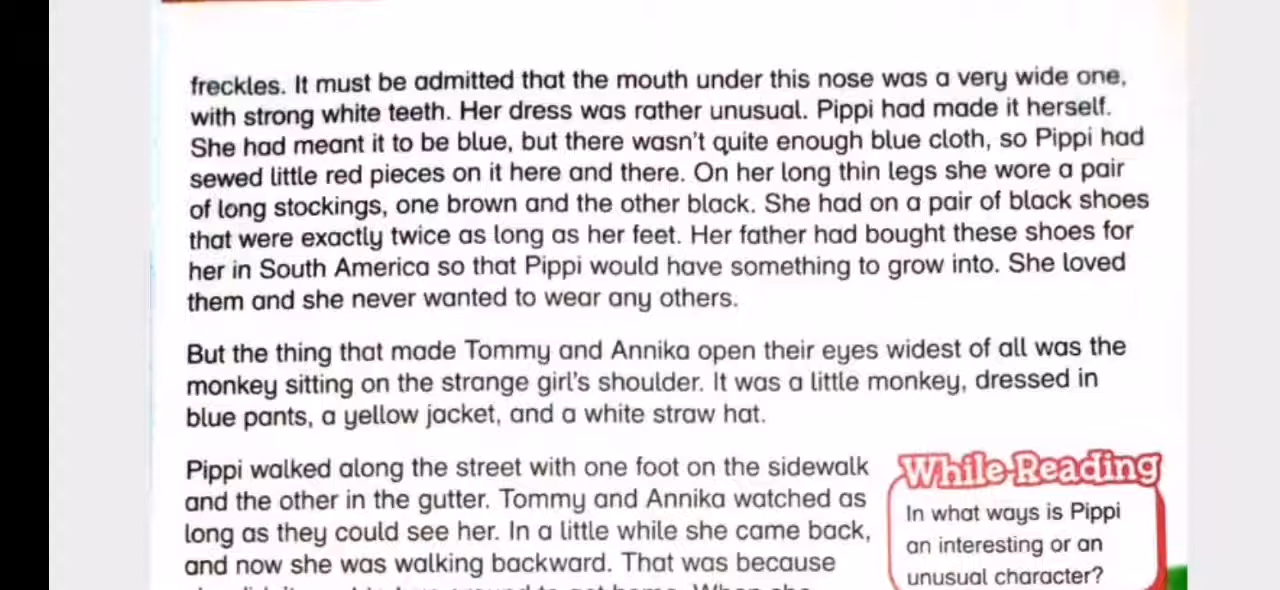 freckles. It must be admitted that the mouth under this nose was a very wide one,
with strong white teeth. Her dress was rather unusual. Pippi had made it herself.
She had meant it to be blue, but there wasn't quite enough blue cloth, so Pippi had
sewed little red pieces on it here and there. On her long thin legs she wore a pair
of long stockings, one brown and the other black. She had on a pair of black shoes
that were exactly twice as long as her feet. Her father had bought these shoes for
her in South America so that Pippi would have something to grow into. She loved
them and she never wanted to wear any others.
But the thing that made Tommy and Annika open their eyes widest of all was the
monkey sitting on the strange girl's shoulder. It was a little monkey, dressed in
blue pants, a yellow jacket, and a white straw hat.
Pippi walked along the street with one foot on the sidewalk
and the other in the gutter. Tommy and Annika watched as
long as they could see her. In a little while she came back,
and now she was walking backward. That was because
While Reading
In what ways is Pippi
an interesting or an
unusual character?